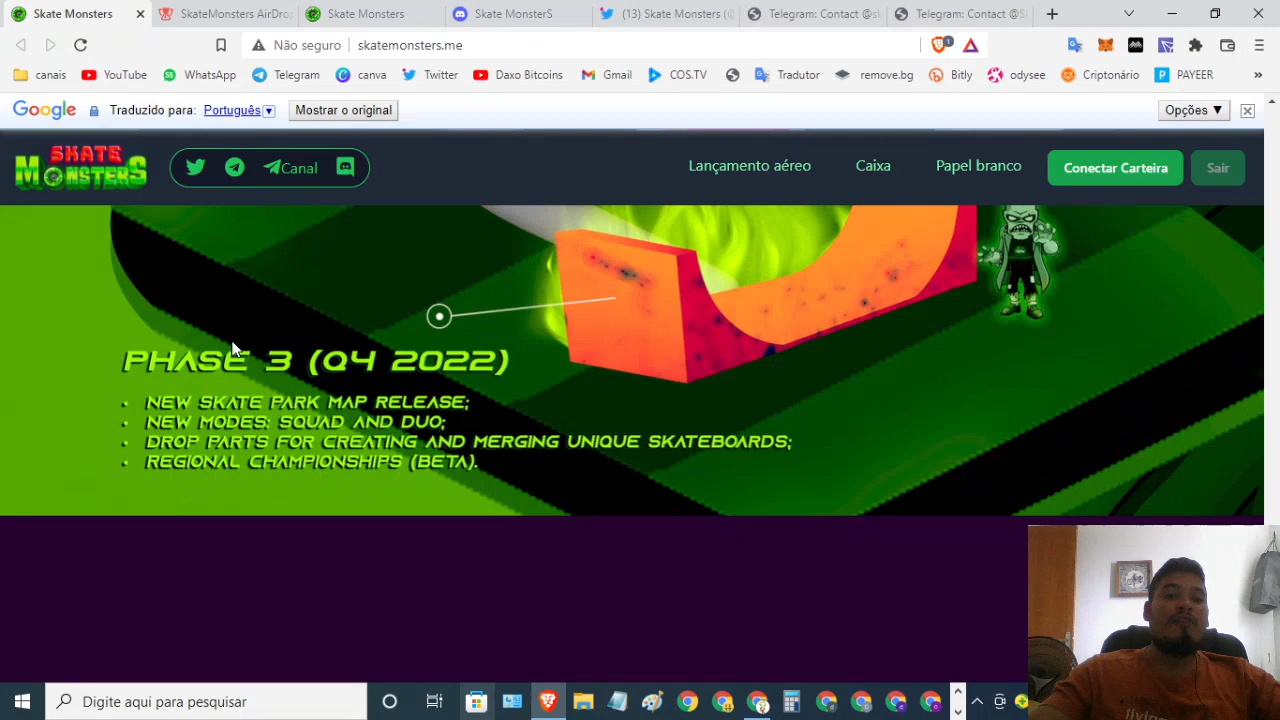 Skate Monsters
SkateMonsters AirDro
Skate Monsters
Skate MonsterS
(13) Skate Monsters (@
Telegram: Contact @sk
Telegram: Contact @S
Não seguro
skatemonsters.me
1
canais
YouTube
WhatsApp
Telegram
canva
Twitter
Daxo Bitcoins
Gmail
COS.TV
Tradutor
remove.bg
Bitly
odysee
Criptonário
PAYEER
»
Google
Traduzido para:
Português
Mostrar o original
Opções ▼
SKATE
MONSTERS
Canal
Lançamento aéreo
Caixa
Papel branco
Conectar Carteira
Sair
PHASE 3 (Q4 2022)
• NEW SKATE PARK MAP RELEASE;
• NEW MODES: SQUAD AND DUO;
• DROP PARTS FOR CREATING AND MERGING UNIQUE SKATEBOARDS;
• REGIONAL CHAMPIONSHIPS (BETA).
Digite aqui para pesquisar